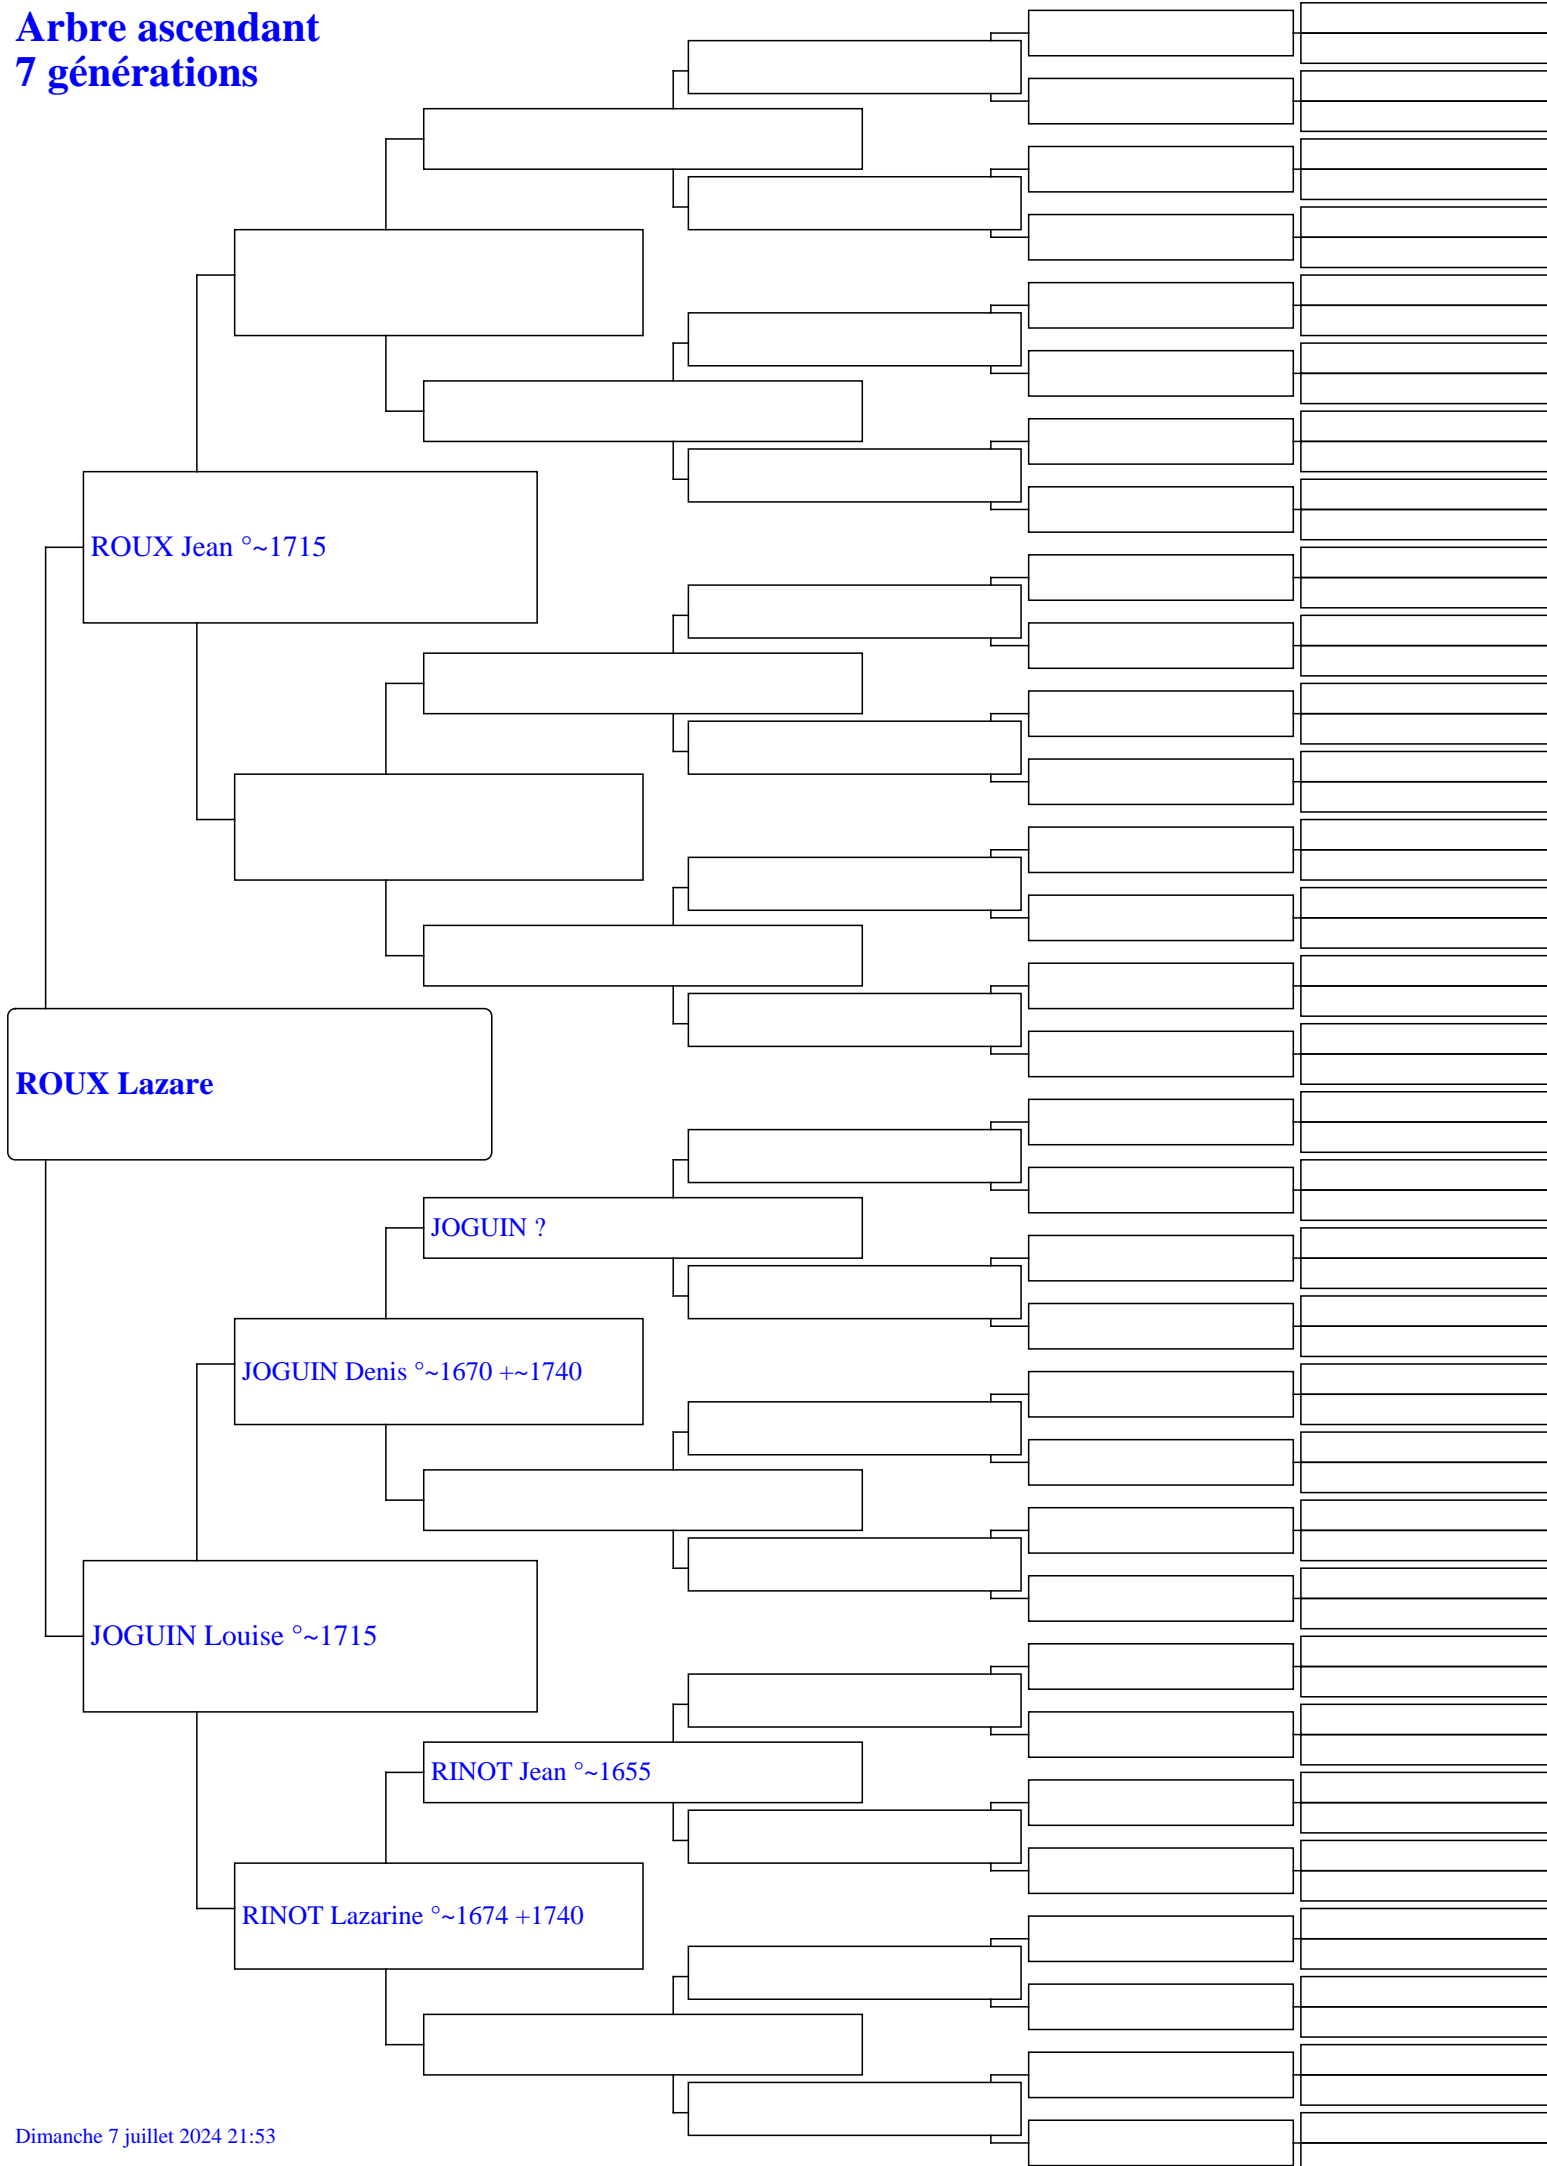 Arbre ascendant
7 générations
ROUX Jean °~1715
ROUX Lazare
JOGUIN ?
JOGUIN Denis °~1670 +~1740
JOGUIN Louise °~1715
RINOT Jean °~1655
RINOT Lazarine °~1674 +1740
Dimanche 7 juillet 2024 21:53